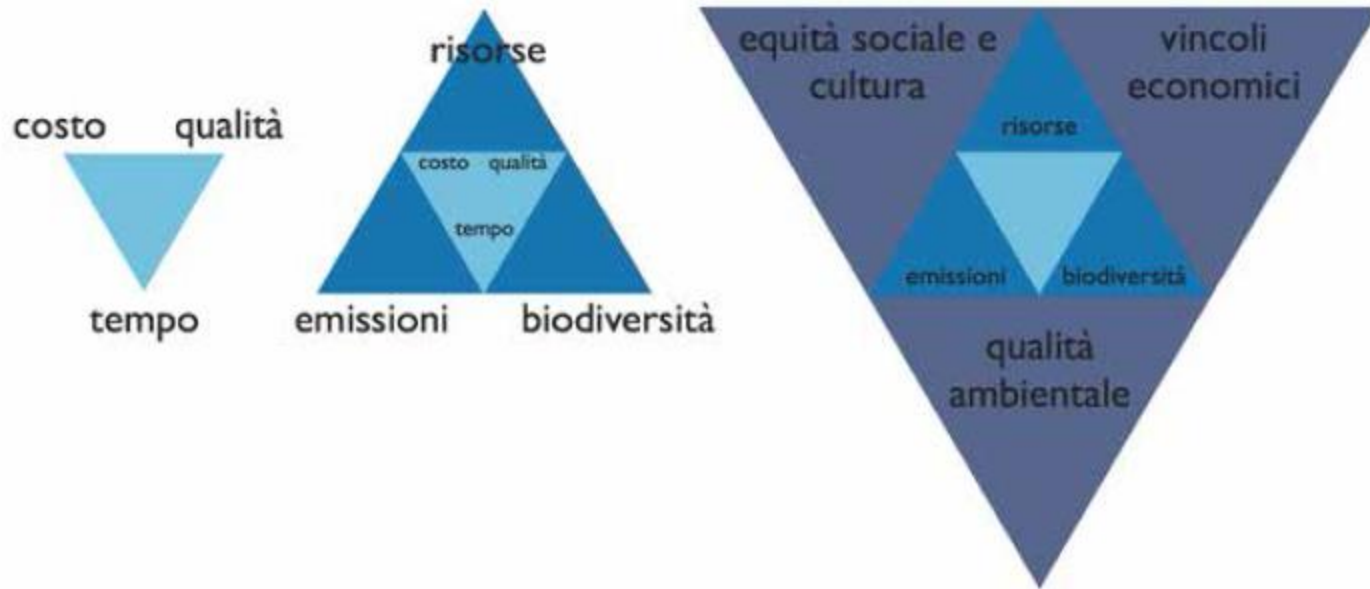 costo qualità
tempo
risorse
costo qualità
tempo
emissioni biodiversità
equità sociale e
cultura
vincoli
economici
risorse
emissioni biodiversità
qualità
ambientale